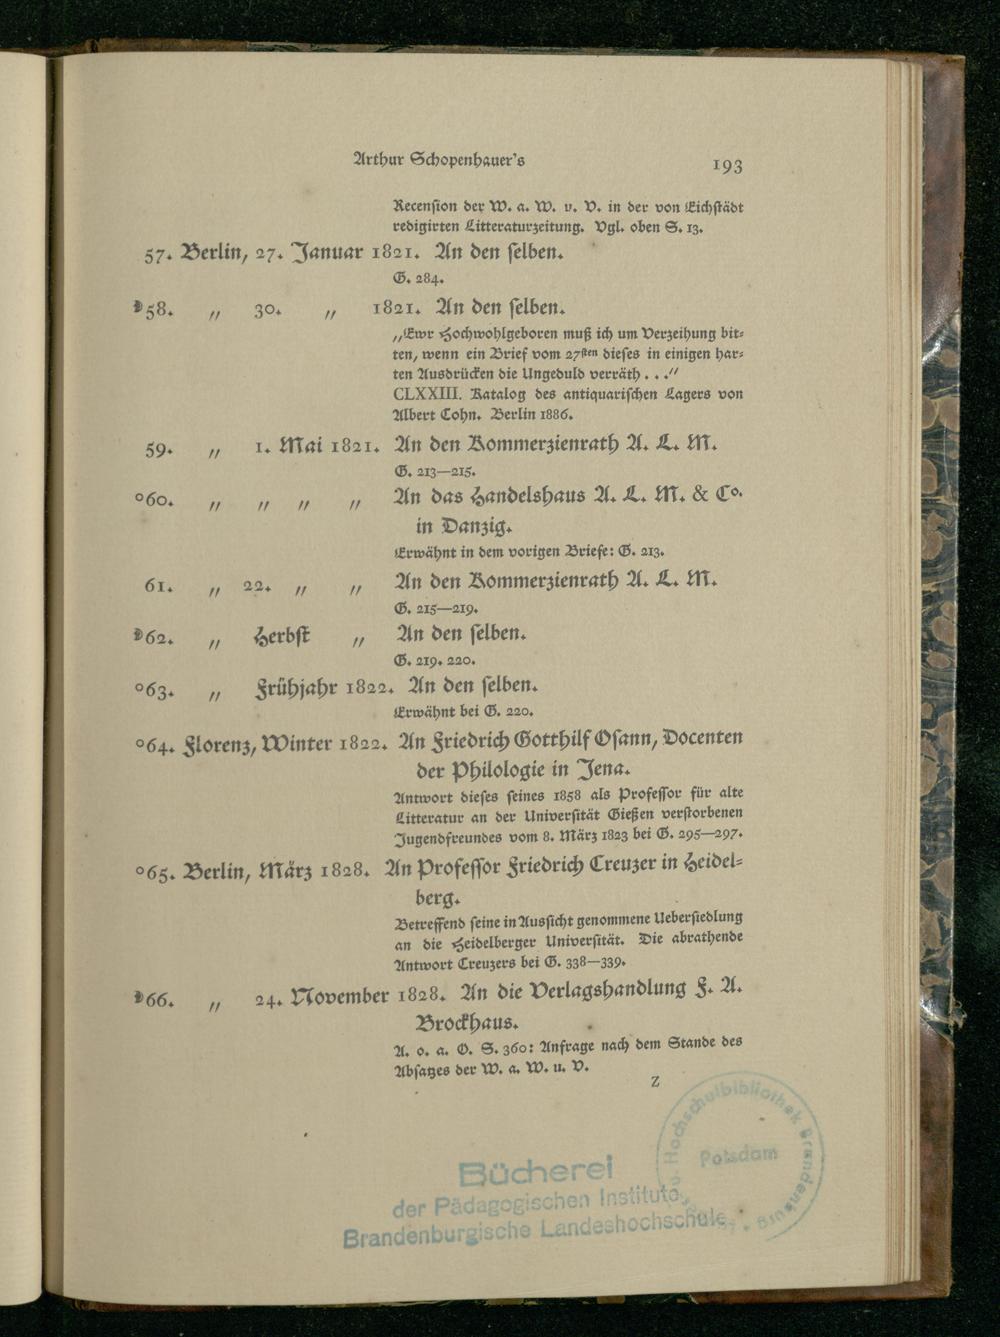 Arthur Schopenhauer's 193
Recension der W. a. W. u. V. in der von Eichstädt
redigirten Litteraturzeitung. Vgl. oben S. 13.
57. Berlin, 27. Januar 1821. An den selben.
G. 284.
D58. „ 30. „ 1821. An den selben.
„Ewr Hochwohlgeboren muß ich um Verzeihung bit-
ten, wenn ein Brief vom 27sten dieses in einigen har-
ten Ausdrücken die Ungeduld verräth . . .“
CLXXIII. Katalog des antiquarischen Lagers von
Albert Cohn. Berlin 1886.
59. „ 1. Mai 1821. An den Kommerzienrath A. L. M.
G. 213—215.
°60. „ „ „ „ An das Handelshaus A. L. M. & Co.
in Danzig.
Erwähnt in dem vorigen Briefe: G. 213.
61. „ 22. „ „ An den Kommerzienrath A. L. M.
G. 215—219.
D62. „ Herbst „ An den selben.
G. 219. 220.
°63. „ Frühjahr 1822. An den selben.
Erwähnt bei G. 220.
°64. Florenz, Winter 1822. An Friedrich Gotthilf Osann, Docenten
der Philologie in Jena.
Antwort dieses seines 1858 als Professor für alte
Litteratur an der Universität Gießen verstorbenen
Jugendfreundes vom 8. März 1823 bei G. 295—297.
°65. Berlin, März 1828. An Professor Friedrich Creuzer in Heidel-
berg.
Betreffend seine in Aussicht genommene Uebersiedlung
an die Heidelberger Universität. Die abrathende
Antwort Creuzers bei G. 338—339.
D66. „ 24. November 1828. An die Verlagshandlung F. A.
Brockhaus.
A. o. a. O. S. 360: Anfrage nach dem Stande des
Absatzes der W. a. W. u. V.
Z
Hochschulbibliothek Brandenburg
Potsdam
Bücherei
der Pädagogischen Institute
Brandenburgische Landeshochschule